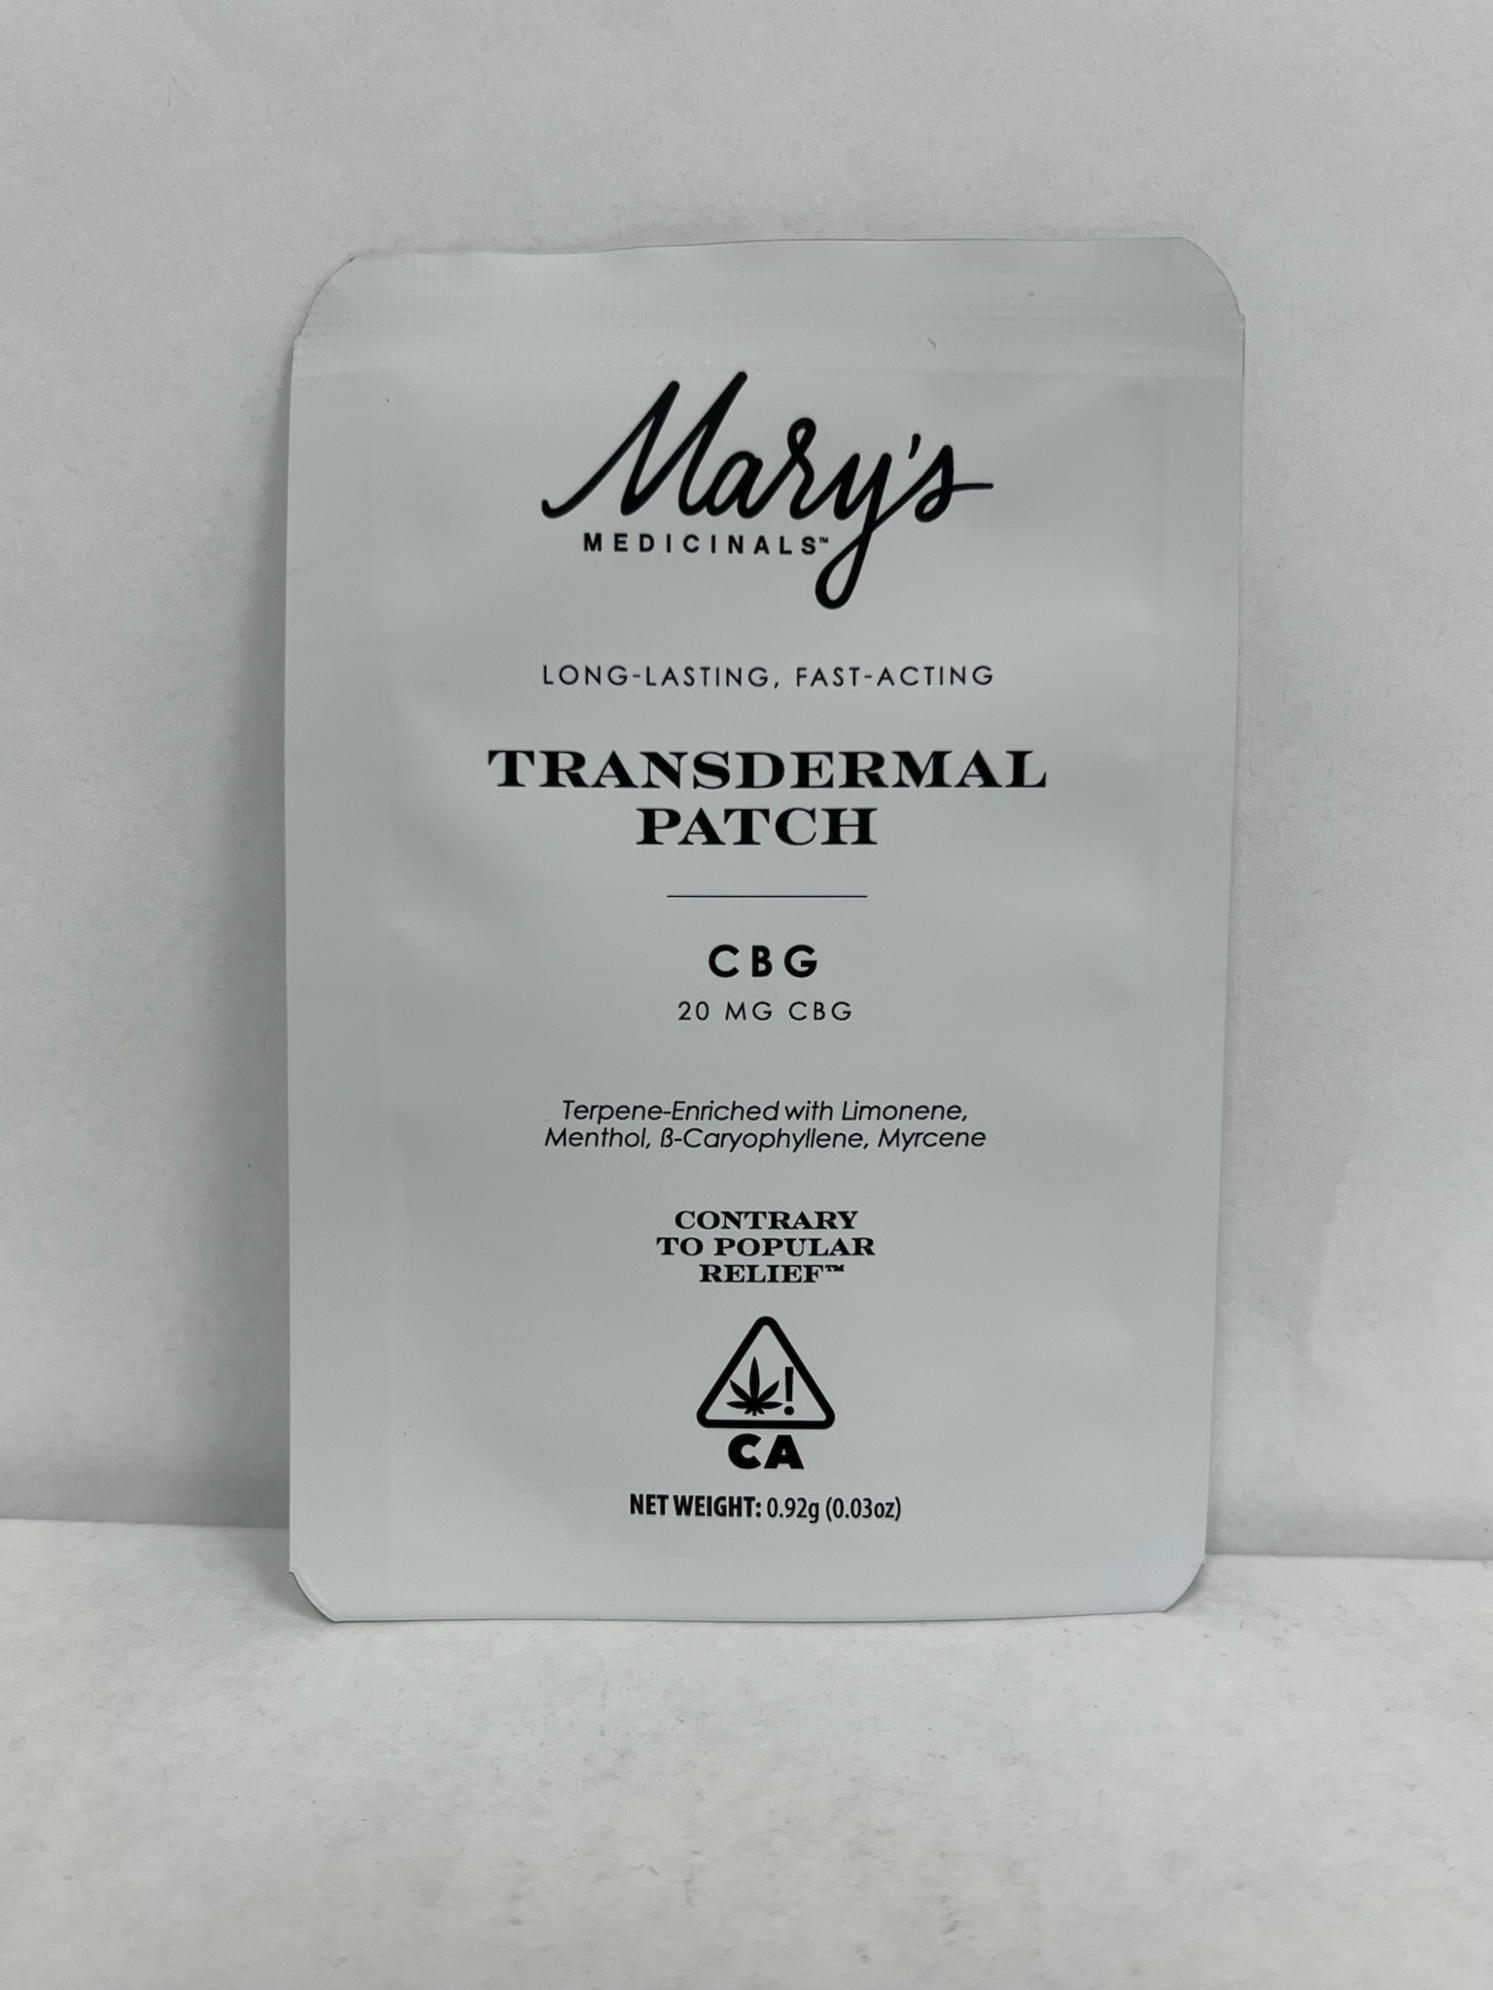 Mary's
MEDICINALS™
LONG-LASTING, FAST-ACTING
TRANSDERMAL
PATCH
CBG
20 MG CBG
Terpene-Enriched with Limonene,
Menthol, ß-Caryophyllene, Myrcene
CONTRARY
TO POPULAR
RELIEF™
!
CA
NET WEIGHT: 0.92g (0.03oz)